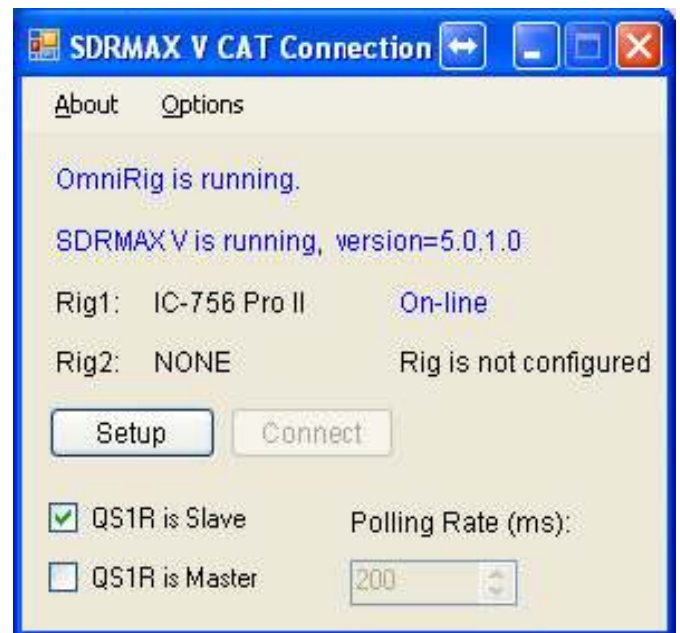 SDRMAX V CAT Connection
About Options
OmniRig is running.
SDRMAX V is running, version=5.0.1.0
Rig1: IC-756 Pro II On-line
Rig2: NONE Rig is not configured
Setup Connect
QS1R is Slave Polling Rate (ms):
QS1R is Master 200